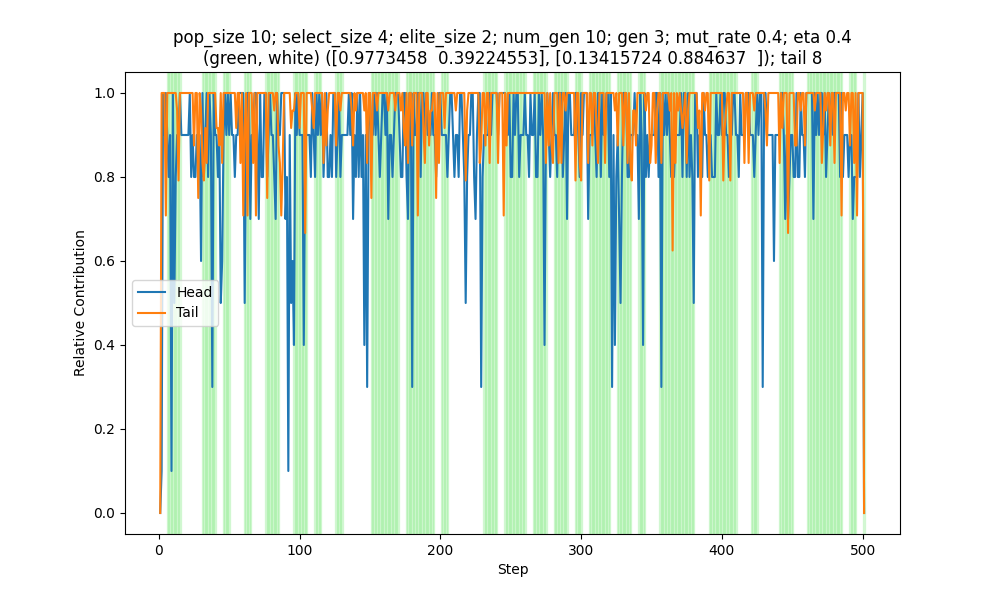 pop_size 10; select_size 4; elite_size 2; num_gen 10; gen 3; mut_rate 0.4; eta 0.4
(green, white) ([0.9773458  0.39224553], [0.13415724 0.884637  ]); tail 8
1.0
0.8
0.6
0.4
0.2
0.0
Relative Contribution
Head
Tail
0
100
200
300
400
500
Step